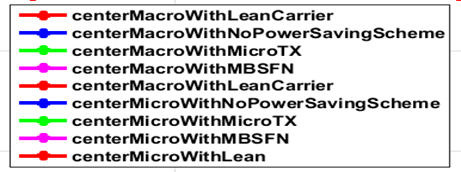 centerMacroWithLeanCarrier
centerMacroWithNoPowerSavingScheme
centerMacroWithMicroTX
centerMacroWithMBSFN
centerMacroWithLeanCarrier
centerMicroWithNoPowerSavingScheme
centerMicroWithMicroTX
centerMicroWithMBSFN
centerMicroWithLean